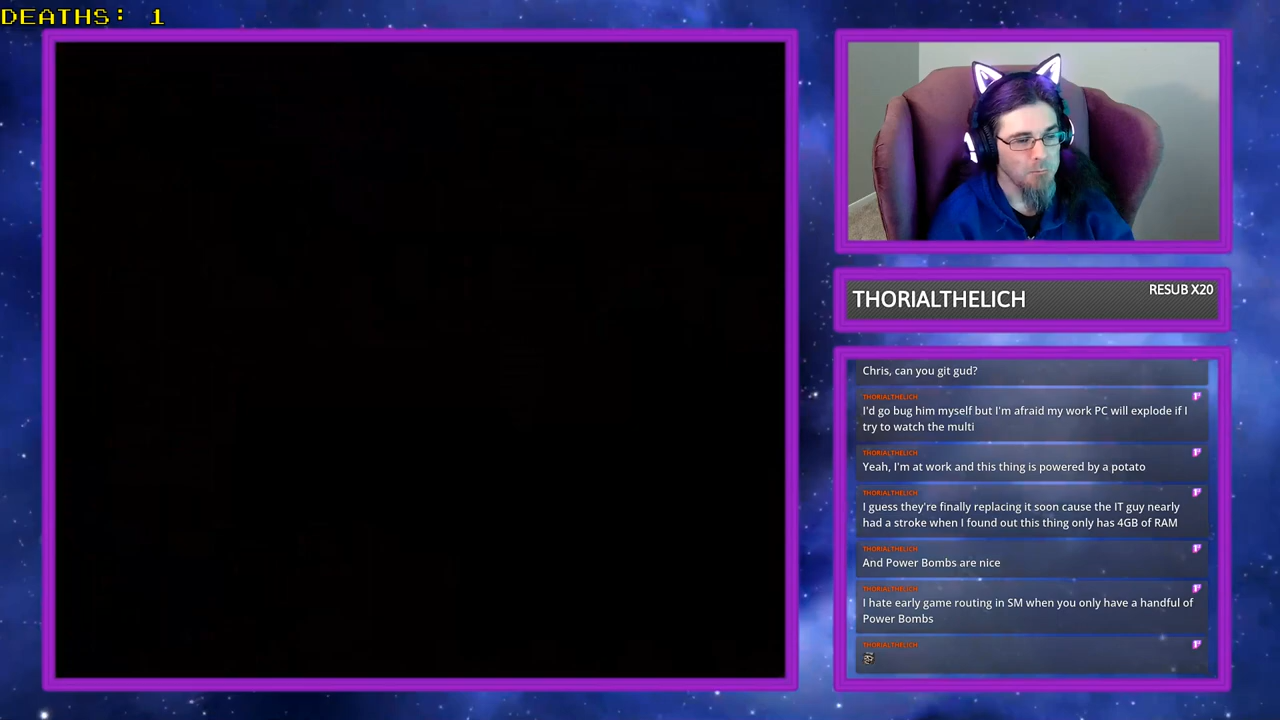 DEATHS: 1
THORIALTHELICH
RESUB X20
Chris, can you git gud?
THORIALTHELICH
I'd go bug him myself but I'm afraid my work PC will explode if I
try to watch the multi
THORIALTHELICH
Yeah, I'm at work and this thing is powered by a potato
THORIALTHELICH
I guess they're finally replacing it soon cause the IT guy nearly
had a stroke when I found out this thing only has 4GB of RAM
THORIALTHELICH
And Power Bombs are nice
THORIALTHELICH
I hate early game routing in SM when you only have a handful of
Power Bombs
THORIALTHELICH